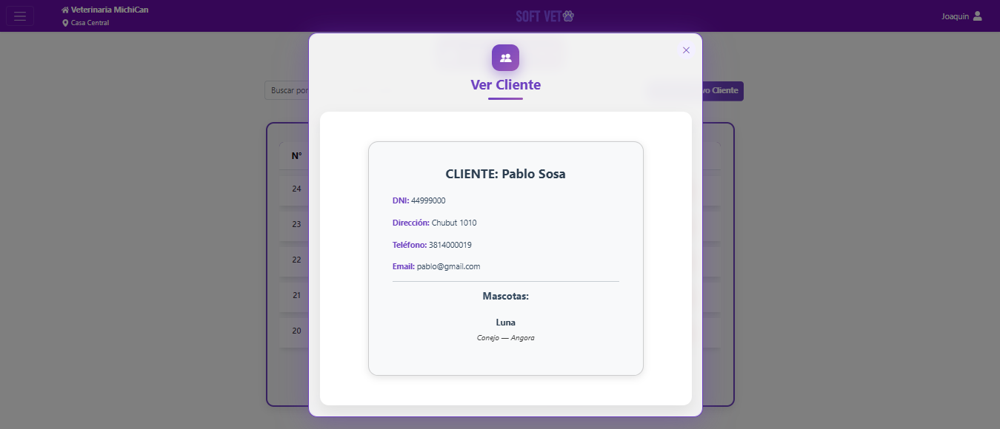 Veterinaria MichiCan
Casa Central
SOFT VET
Joaquin
Ver Cliente
Buscar por
vo Cliente
N°
24
23
22
21
20
CLIENTE: Pablo Sosa
DNI: 44999000
Dirección: Chubut 1010
Teléfono: 3814000019
Email: pablo@gmail.com
Mascotas:
Luna
Conejo — Angora